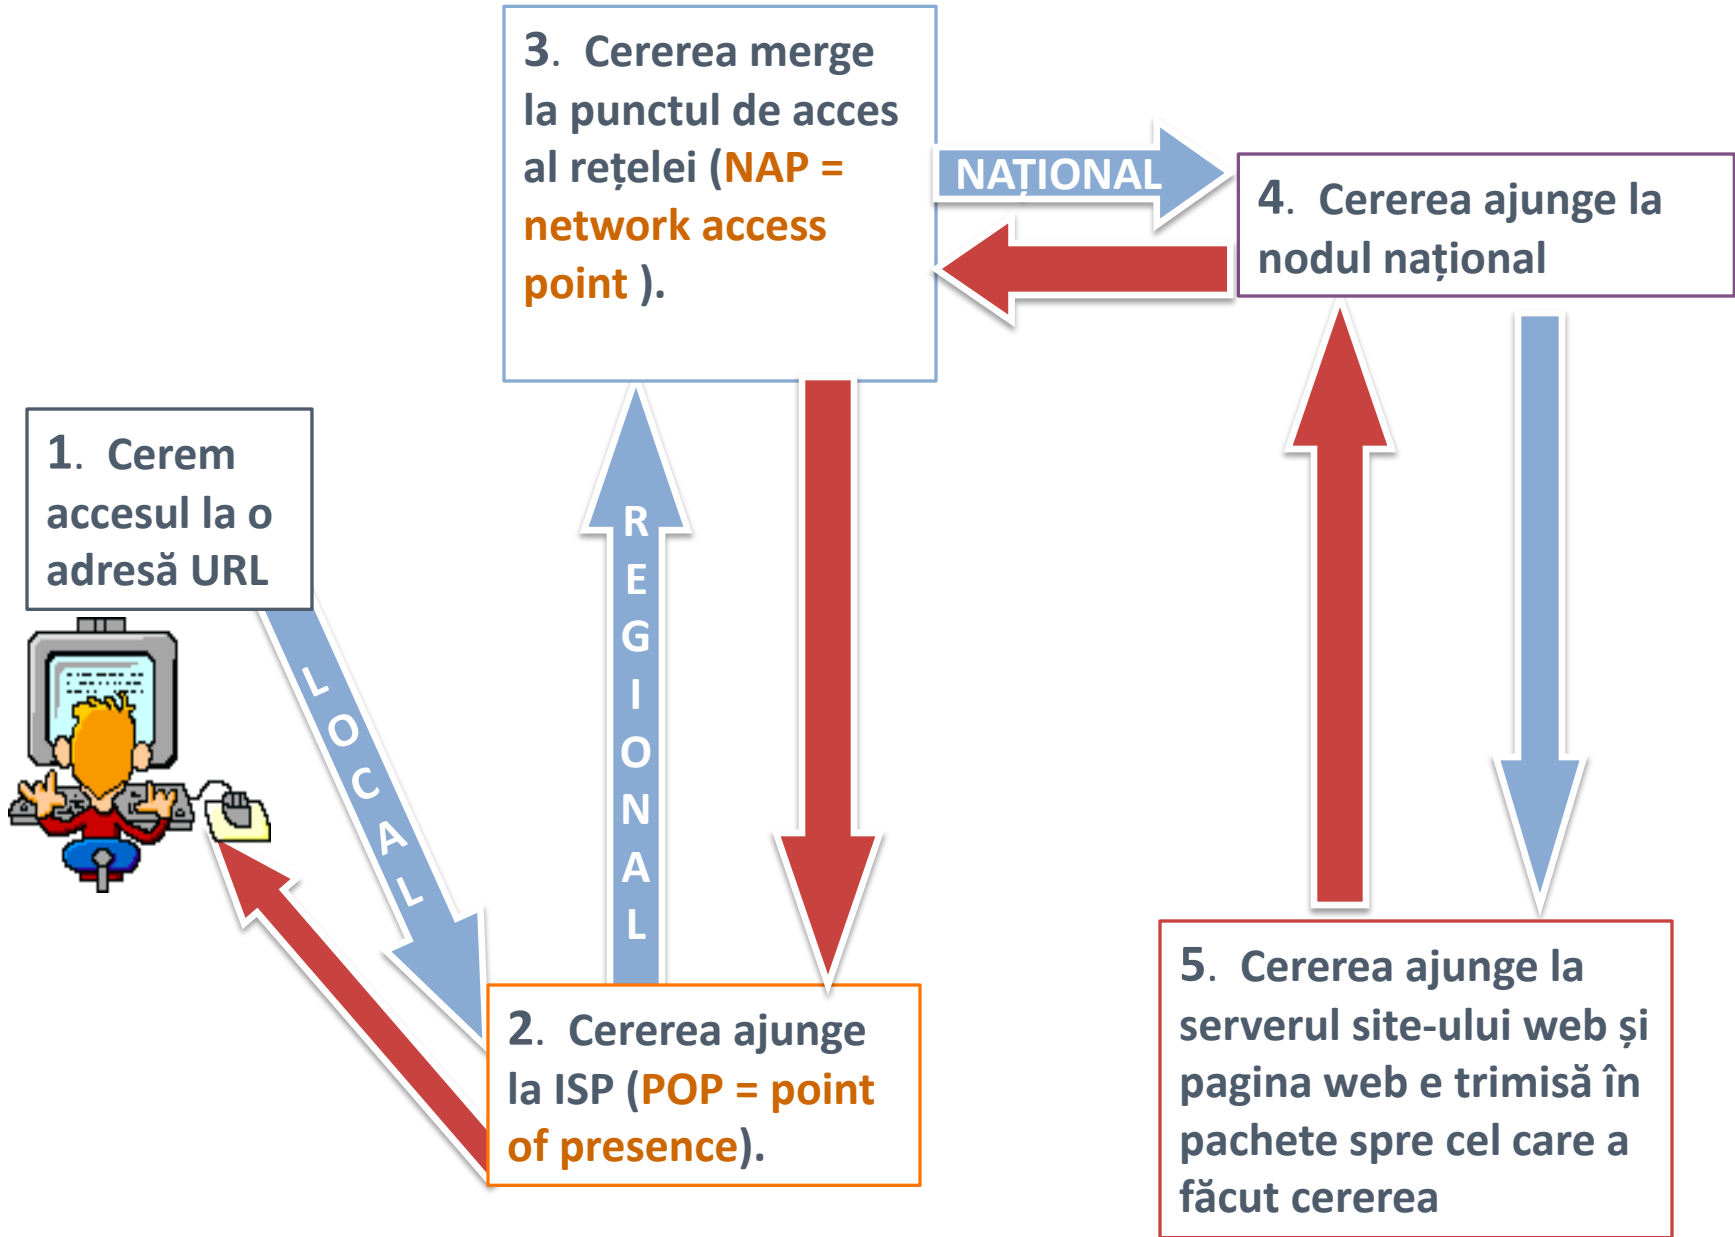 1. Cerem
accesul la o
adresă URL
LOCAL
2. Cererea ajunge
la ISP (POP = point
of presence).
REGIONAL
3. Cererea merge
la punctul de acces
al rețelei (NAP =
network access
point ).
NAȚIONAL
4. Cererea ajunge la
nodul național
5. Cererea ajunge la
serverul site-ului web și
pagina web e trimisă în
pachete spre cel care a
făcut cererea